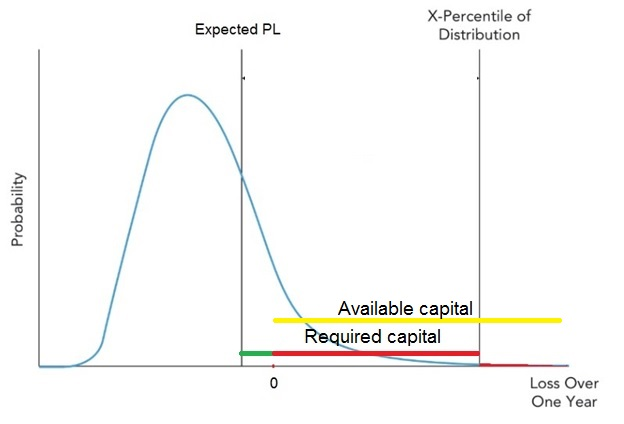 Expected PL
X-Percentile of
Distribution
Probability
Available capital
Required capital
0
Loss Over
One Year